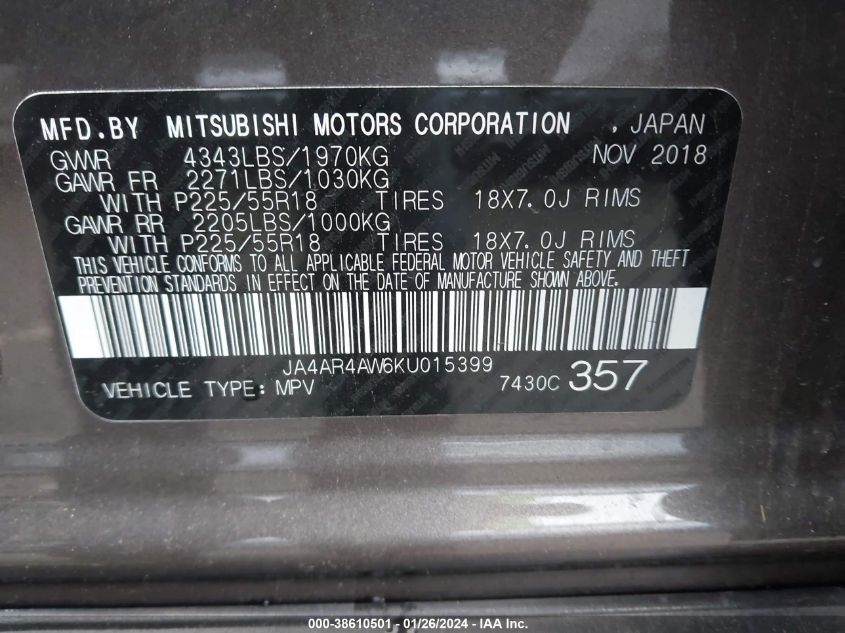 MFD.BY MITSUBISHI MOTORS CORPORATION , JAPAN
GVWR 4343LBS/1970KG NOV 2018
GAWR FR 2271LBS/1030KG
WITH P225/55R18 TIRES 18X7.0J RIMS
GAWR RR 2205LBS/1000KG
WITH P225/55R18 TIRES 18X7.0J RIMS
THIS VEHICLE CONFORMS TO ALL APPLICABLE FEDERAL MOTOR VEHICLE SAFETY AND THEFT
PREVENTION STANDARDS IN EFFECT ON THE DATE OF MANUFACTURE SHOWN ABOVE.
JA4AR4AW6KU015399
VEHICLE TYPE: MPV 7430C 357
000-38610501 - 01/26/2024 - IAA Inc.